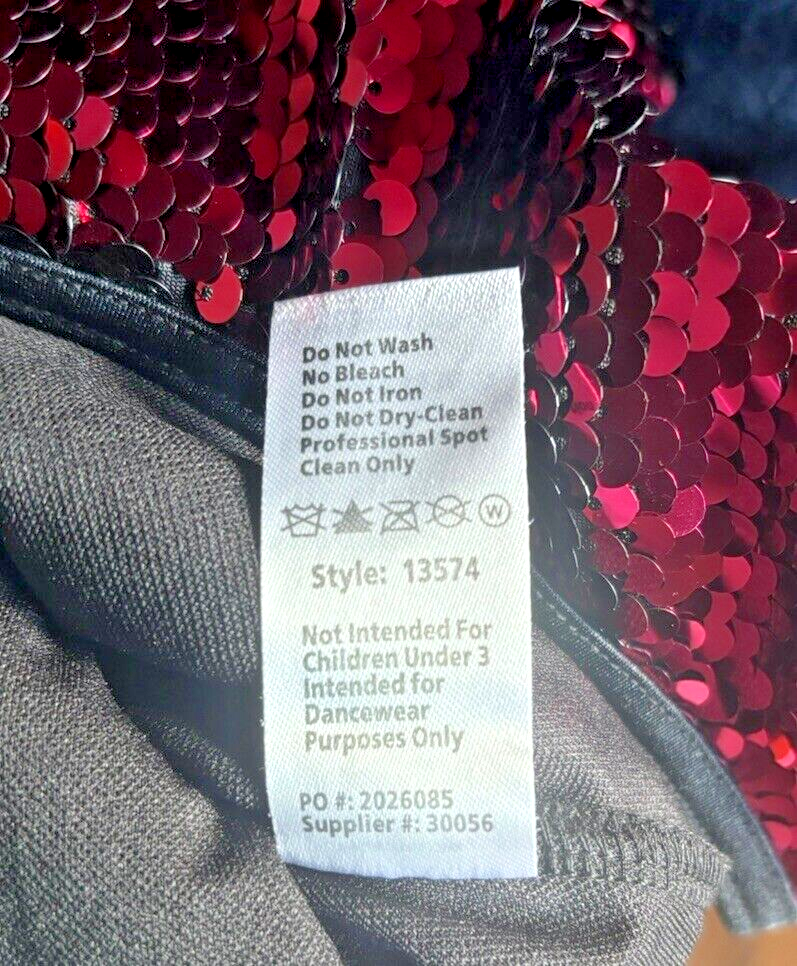 Do Not Wash
No Bleach
Do Not Iron
Do Not Dry-Clean
Professional Spot
Clean Only
W
Style: 13574
Not Intended For
Children Under 3
Intended for
Dancewear
Purposes Only
PO #: 2026085
Supplier #: 30056